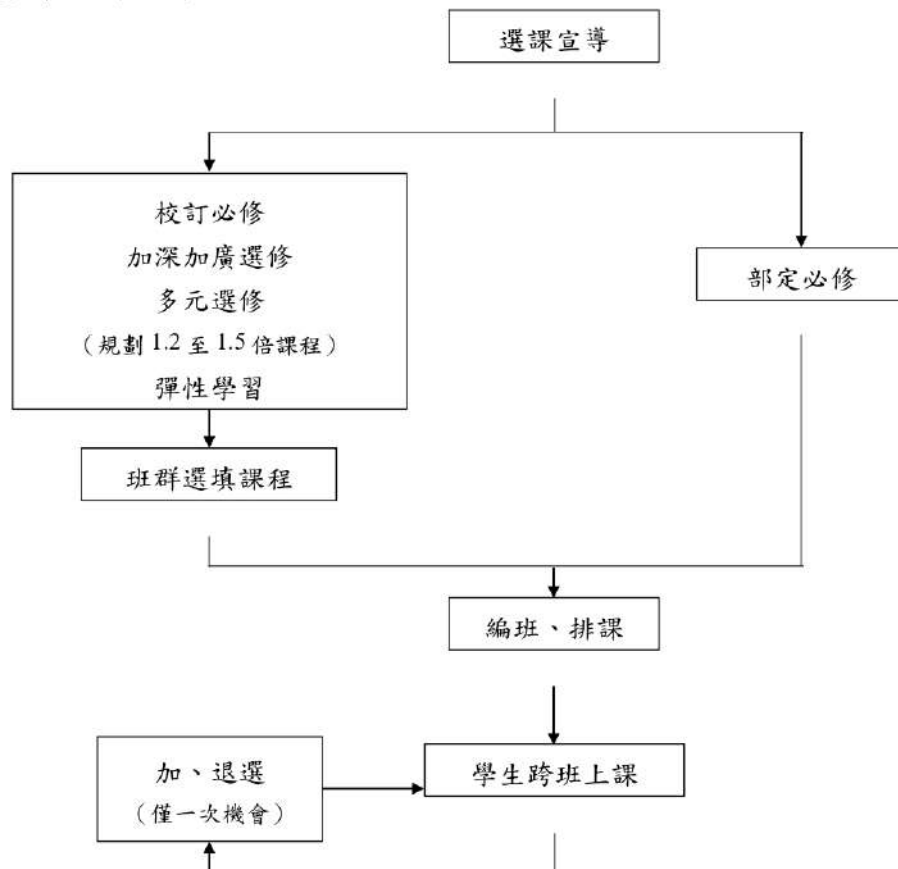 選課宣導
校訂必修
加深加廣選修
多元選修
（規劃 1.2 至 1.5 倍課程）
彈性學習
部定必修
班群選填課程
編班、排課
加、退選
（僅一次機會）
學生跨班上課